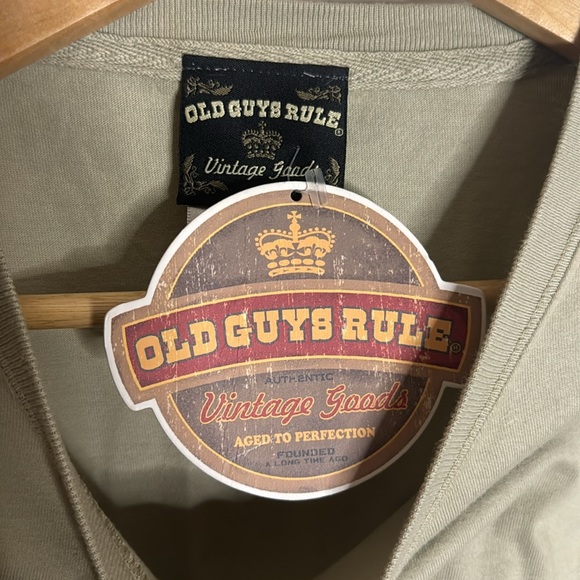 OLD GUYS RULE®
Vintage Goods
OLD GUYS RULE®
AUTHENTIC
Vintage Goods
AGED TO PERFECTION
FOUNDED
A LONG TIME AGO